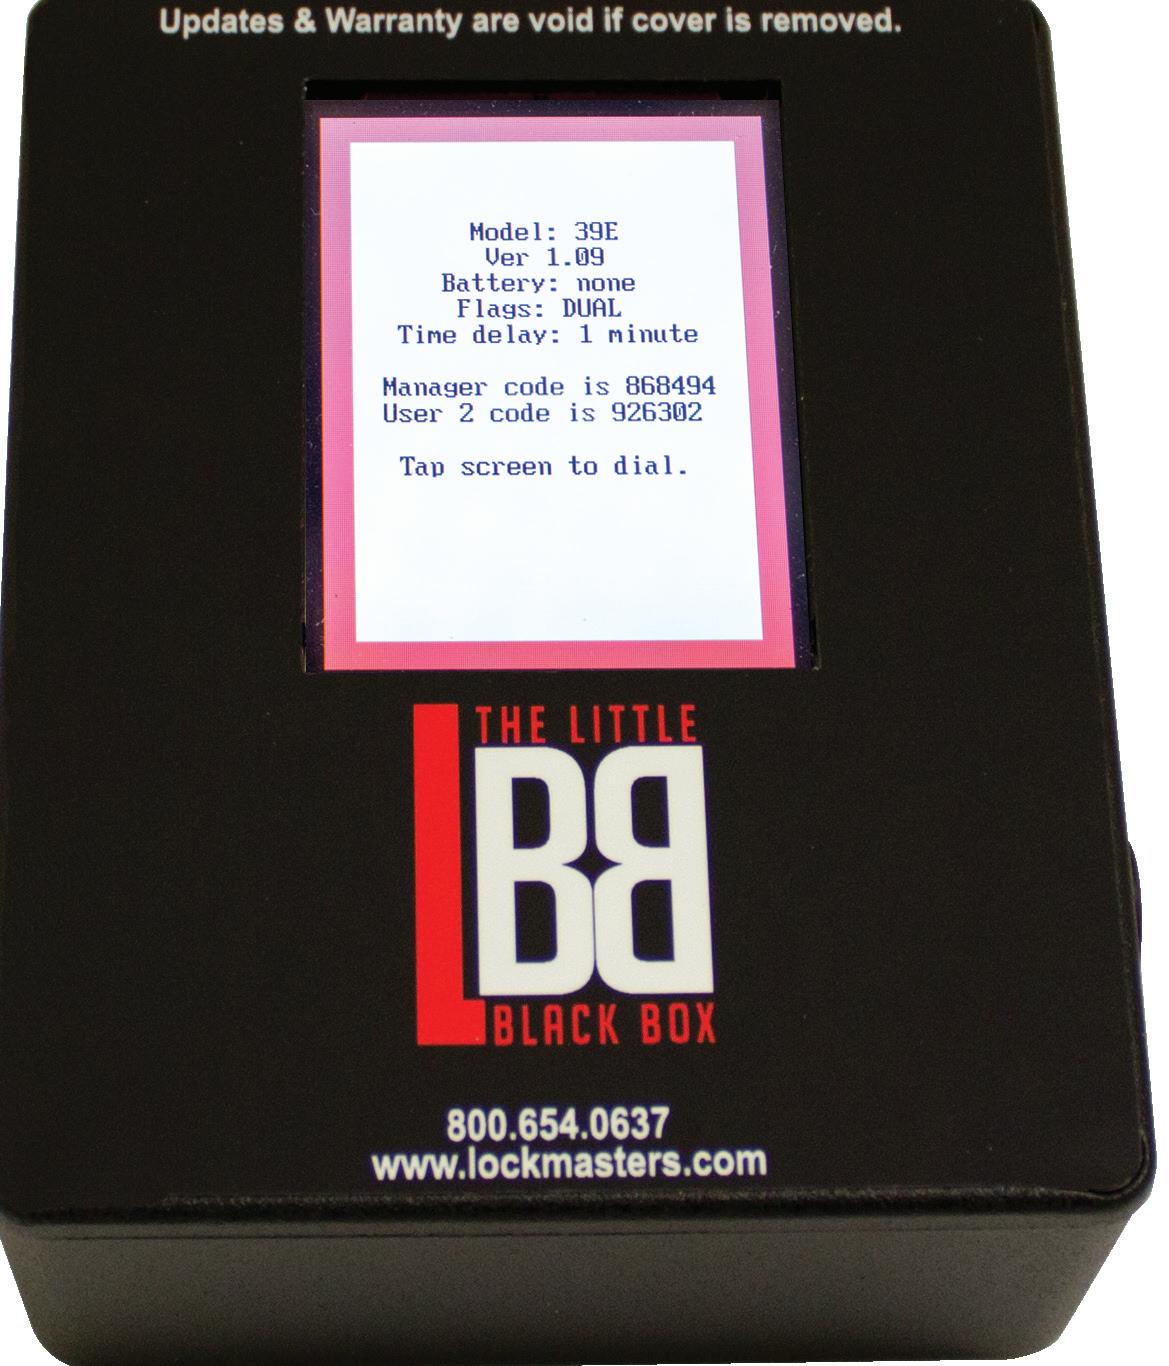 Updates & Warranty are void if cover is removed.
Model: 39E
Ver 1.09
Battery: none
Flags: DUAL
Time delay: 1 minute
Manager code is 868494
User 2 code is 926302
Tap screen to dial.
THE LITTLE
L BB
BLACK BOX
800.654.0637
www.lockmasters.com